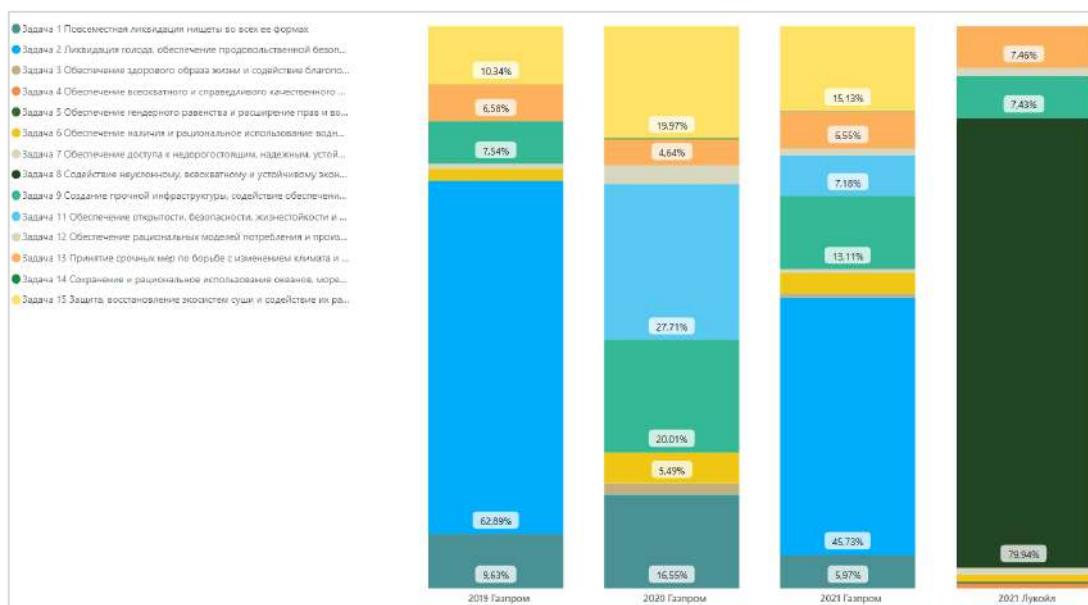 Задача 1 Повсеместная ликвидация нищеты во всех ее формах
Задача 2 Ликвидация голода, обеспечение продовольственной безоп...
Задача 3 Обеспечение здорового образа жизни и содействие благопо...
Задача 4 Обеспечение всеохватного и справедливого качественного ...
Задача 5 Обеспечение гендерного равенства и расширение прав и во...
Задача 6 Обеспечение наличия и рациональное использование водн...
Задача 7 Обеспечение доступа к недорогостоящим, надежным, устой...
Задача 8 Содействие неуклонному, всеохватному и устойчивому экон...
Задача 9 Создание прочной инфраструктуры, содействие обеспечени...
Задача 11 Обеспечение открытости, безопасности, жизнестойкости и ...
Задача 12 Обеспечение рациональных моделей потребления и произ...
Задача 13 Принятие срочных мер по борьбе с изменением климата и ...
Задача 14 Сохранение и рациональное использование океанов, море...
Задача 15 Защита, восстановление экосистем суши и содействие их ра...
10,34%
6,58%
7,54%
62,89%
9,63%
2019 Газпром
19,97%
4,64%
27,71%
20,01%
5,49%
16,55%
2020 Газпром
15,13%
6,55%
7,18%
13,11%
45,73%
5,97%
2021 Газпром
7,46%
7,43%
79,94%
2021 Лукойл